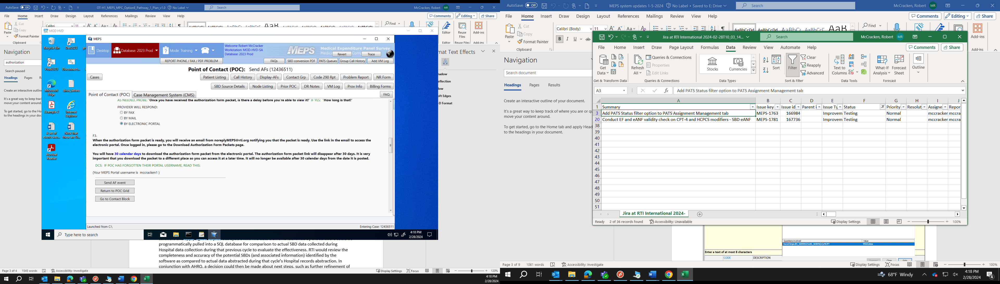 AutoSave Off OT-H1_MEPS_MPC_OptionE_Pathway_1_Plan_v1.0 No Label Search McCracken, Robert MR
File Home Insert Draw Design Layout References Mailings Review View Help Comments Editing Share
Paste Cut Copy Format Painter Calibri 11 Find
Clipboard Editor Reuse Files Add-ins
Editor Reuse Files Add-ins
Navigation
authorization
Search paused
Headings Pages
Create an interactive outline
It's a great way to keep trac
move your content around.
To get started, go to the Ho
to the headings in your doc
mat Text Effects
hadow
eflection
low
oft Edges
-D Format
MOD HVD
Recycle Bin Dev2023
Prod2023 Disconnect...
Microsoft Edge drive_letters
Example 2 Internet Explorer
A set of events wer... Note that these are D...
Acrobat Reader
MEPS
Desktop Database: 2023 Prod Mode: Training
Welcome Robert McCracker
Workstation: MOD-HVD-SA
Database: 2023 Prod
MEPS Medical Expenditure Panel Survey
Revert Trace
REPORT PHONE / FAX / PDF PROBLEM FAQs SBD conversion PDF PATS Queues Group Call History Add VM Log
Point of Contact (POC): Send AFs (12436511)
Cases Patient Listing Call History Display-AFs Contact Grp Code 290 Rpt Problem Report NR Form
SBD Source Details Node Listing Prior POC DR Notes VM Log Prov Info Billing Forms
Point of Contact (POC) Case Management System (CMS) FAQ
AS NEEDED, PROBE: "Once you have received the authorization form packet, is there a delay before you're able to view it?" IF YES: "How long is that?"
PROVIDER WILL RESPOND:
BY FAX
BY MAIL
BY ELECTRONIC PORTAL
F3.
When the authorization form packet is ready, you will receive an email from noreplyMEPS@rti.org notifying you that the packet is ready. Use the link in the email to access the
electronic portal. Once logged in, please go to the Download Authorization Form Packets page.
You will have 30 calendar days to download the authorization form packet from the electronic portal. The authorization form packet link will disappear after 30 days. It is very
important that you download the packet to a different place so you can access it at a later time. It will no longer be available after 30 calendar days from the date it is posted.
DCS: IF POC HAS FORGOTTEN THEIR PORTAL USERNAME, READ THIS:
(Your MEPS Portal username is mccracken1 )
Send AF event
Return to POC Grid
Go to Contact Block
Launched from C:\ Entering Case: 12436511
Type here to search 4:18 PM
2/28/2024
programmatically pulled into a SQL database for comparison to actual SBD data collected during
Hospital data collection during that previous cycle to evaluate the effectiveness. RTI would review the
completeness and accuracy of the potential SBDs (and associated information) identified by the
software as compared to actual data abstracted during that cycle's Hospital records abstraction. In
conjunction with AHRQ, a decision could then be made about next steps, such as further refinement of
Page 3 of 4 1545 words Accessibility: Investigate Display Settings Focus 120%
4:18 PM
2/28/2024
AutoSave Off MEPS system updates 1-5-2024 No Label • Saved to E: Drive Search McCracken, Robert MR
File Home Insert Draw Design Layout References Mailings Review View Help Comments Editing Share
Paste Cut Copy Format Painter Calibri (Body) 11 B I U ab Find
Clipboard Add-ins
Add-ins
Navigation
Search document
Headings Pages Results
Create an interactive outline of your document.
It's a great way to keep track of where you are or qu
move your content around.
To get started, go to the Home tab and apply Head
to the headings in your document.
Jira at RTI International 2024-02-28T10_03_14... Search McCracken, Robert MR
File Home Insert Draw Page Layout Formulas Data Review View Automate Help Comments Share
Get Data Refresh All Queries & Connections Properties Edit Links Stocks Currencies Sort Filter Clear Reapply Advanced Text to Columns What-If Analysis Forecast Sheet Outline
Get & Transform Data Queries & Connections Data Types Sort & Filter Data Tools Forecast
A3 fx Add PATS Status filter option to PATS Assignment Management tab
A B C D E F G H I J
1 Summary Issue key Issue id Parent i Issue Ty Status Priority Resolut Assigne Repor
3 Add PATS Status filter option to PATS Assignment Management tab MEPS-1763 166984 Improvem Testing Normal mccracker mccra
20 Conduct EF and eANF validity check on CPT-4 and HCPCS modifiers - SBD eANF MEPS-1781 167736 Improvem Testing Normal mccracker mccra
38
39
40
41
42
43
44
45
46
47
48
49
50
51
Jira at RTI International 2024-
Ready 2 of 36 records found Accessibility: Unavailable Display Settings 100%
Questions involved Value
SvcsChrgs.B5_SERVICES.B5_SERVS[1].MCPT 99212mx
Enter a text of at most 8 characters
CODE DESCRIPTION
Page 3 of 9 1061 words Accessibility: Investigate Display Settings Focus 100%
68°F Windy 4:18 PM
2/28/2024 4